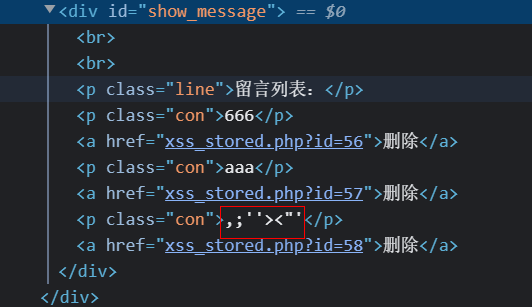 <div id="show_message"> == $0
<br>
<br>
<p class="line">留言列表：</p>
<p class="con">666</p>
<a href="xss_stored.php?id=56">删除</a>
<p class="con">aaa</p>
<a href="xss_stored.php?id=57">删除</a>
<p class="con">,;''><"'</p>
<a href="xss_stored.php?id=58">删除</a>
</div>
</div>